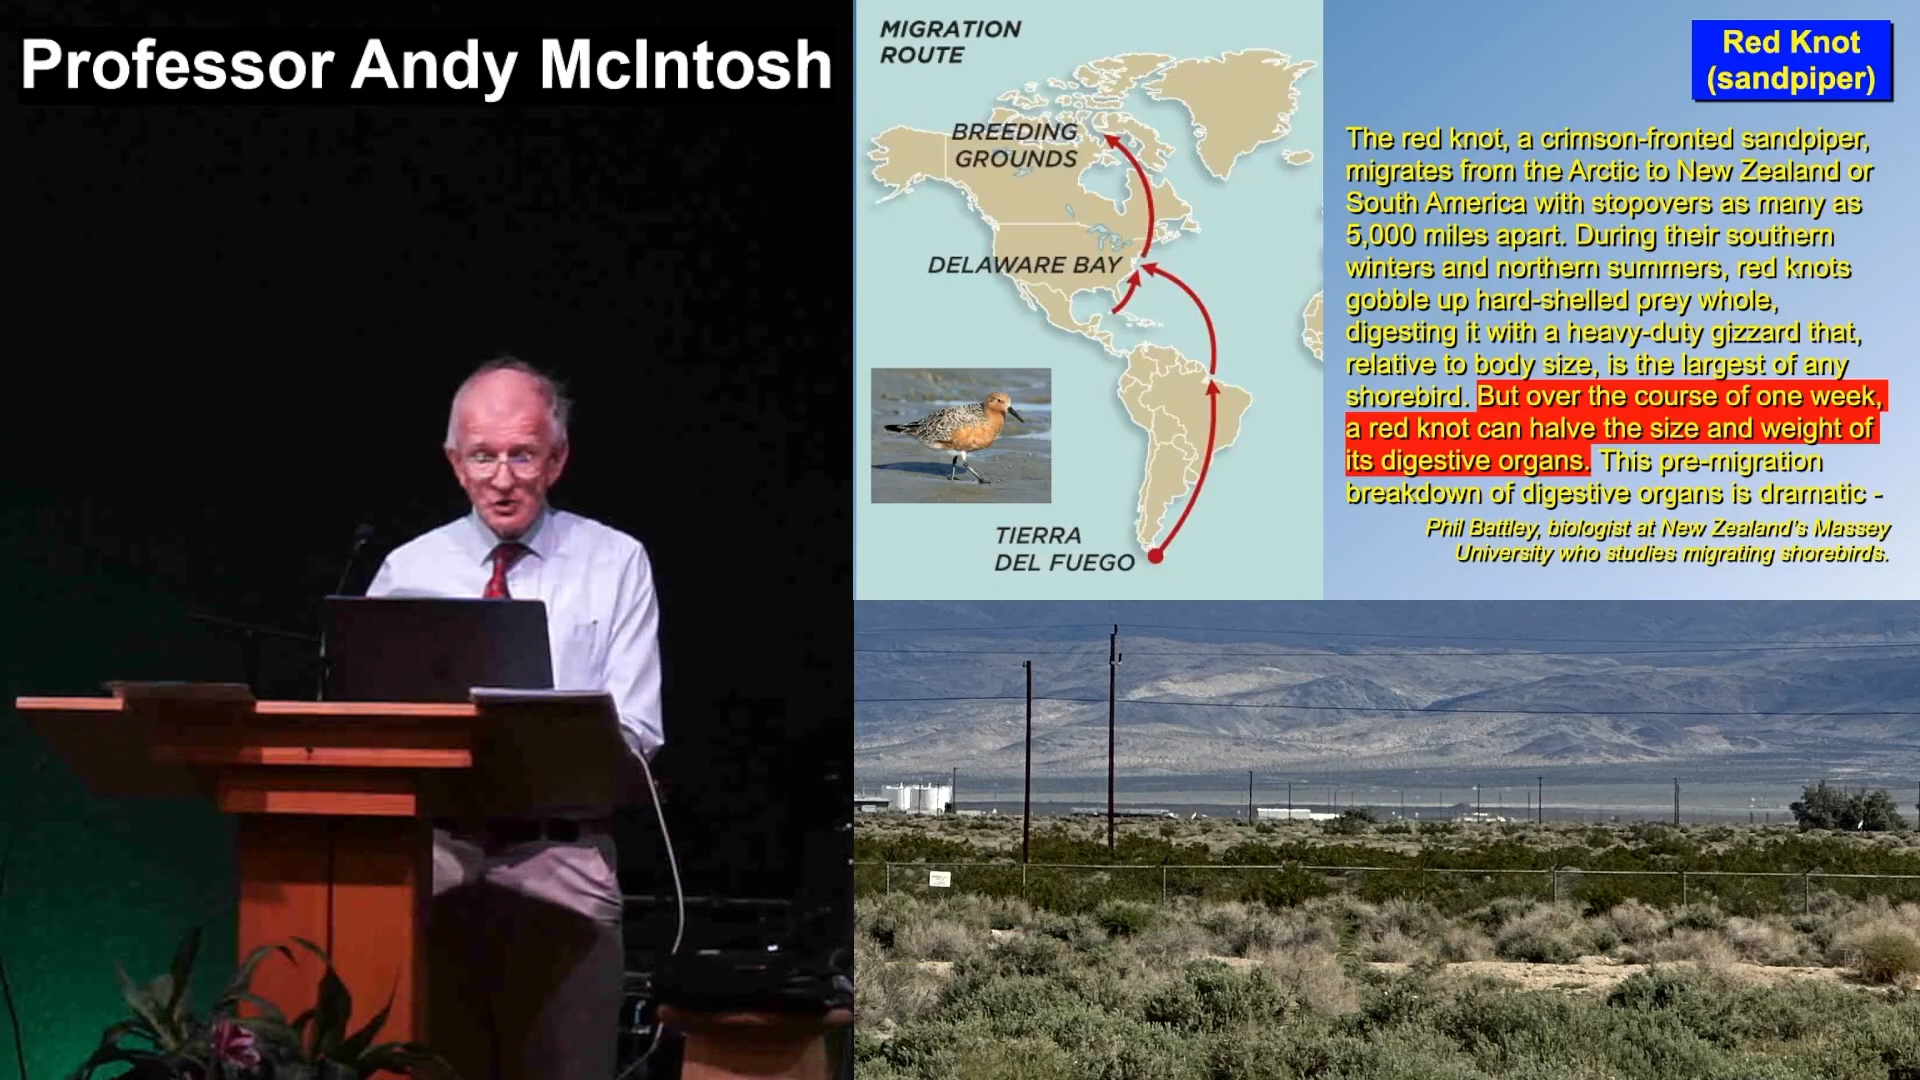 Professor Andy McIntosh
MIGRATION
ROUTE
BREEDING
GROUNDS
DELAWARE BAY
TIERRA
DEL FUEGO
Red Knot
(sandpiper)
The red knot, a crimson-fronted sandpiper,
migrates from the Arctic to New Zealand or
South America with stopovers as many as
5,000 miles apart. During their southern
winters and northern summers, red knots
gobble up hard-shelled prey whole,
digesting it with a heavy-duty gizzard that,
relative to body size, is the largest of any
shorebird. But over the course of one week,
a red knot can halve the size and weight of
its digestive organs. This pre-migration
breakdown of digestive organs is dramatic -
Phil Battley, biologist at New Zealand's Massey
University who studies migrating shorebirds.